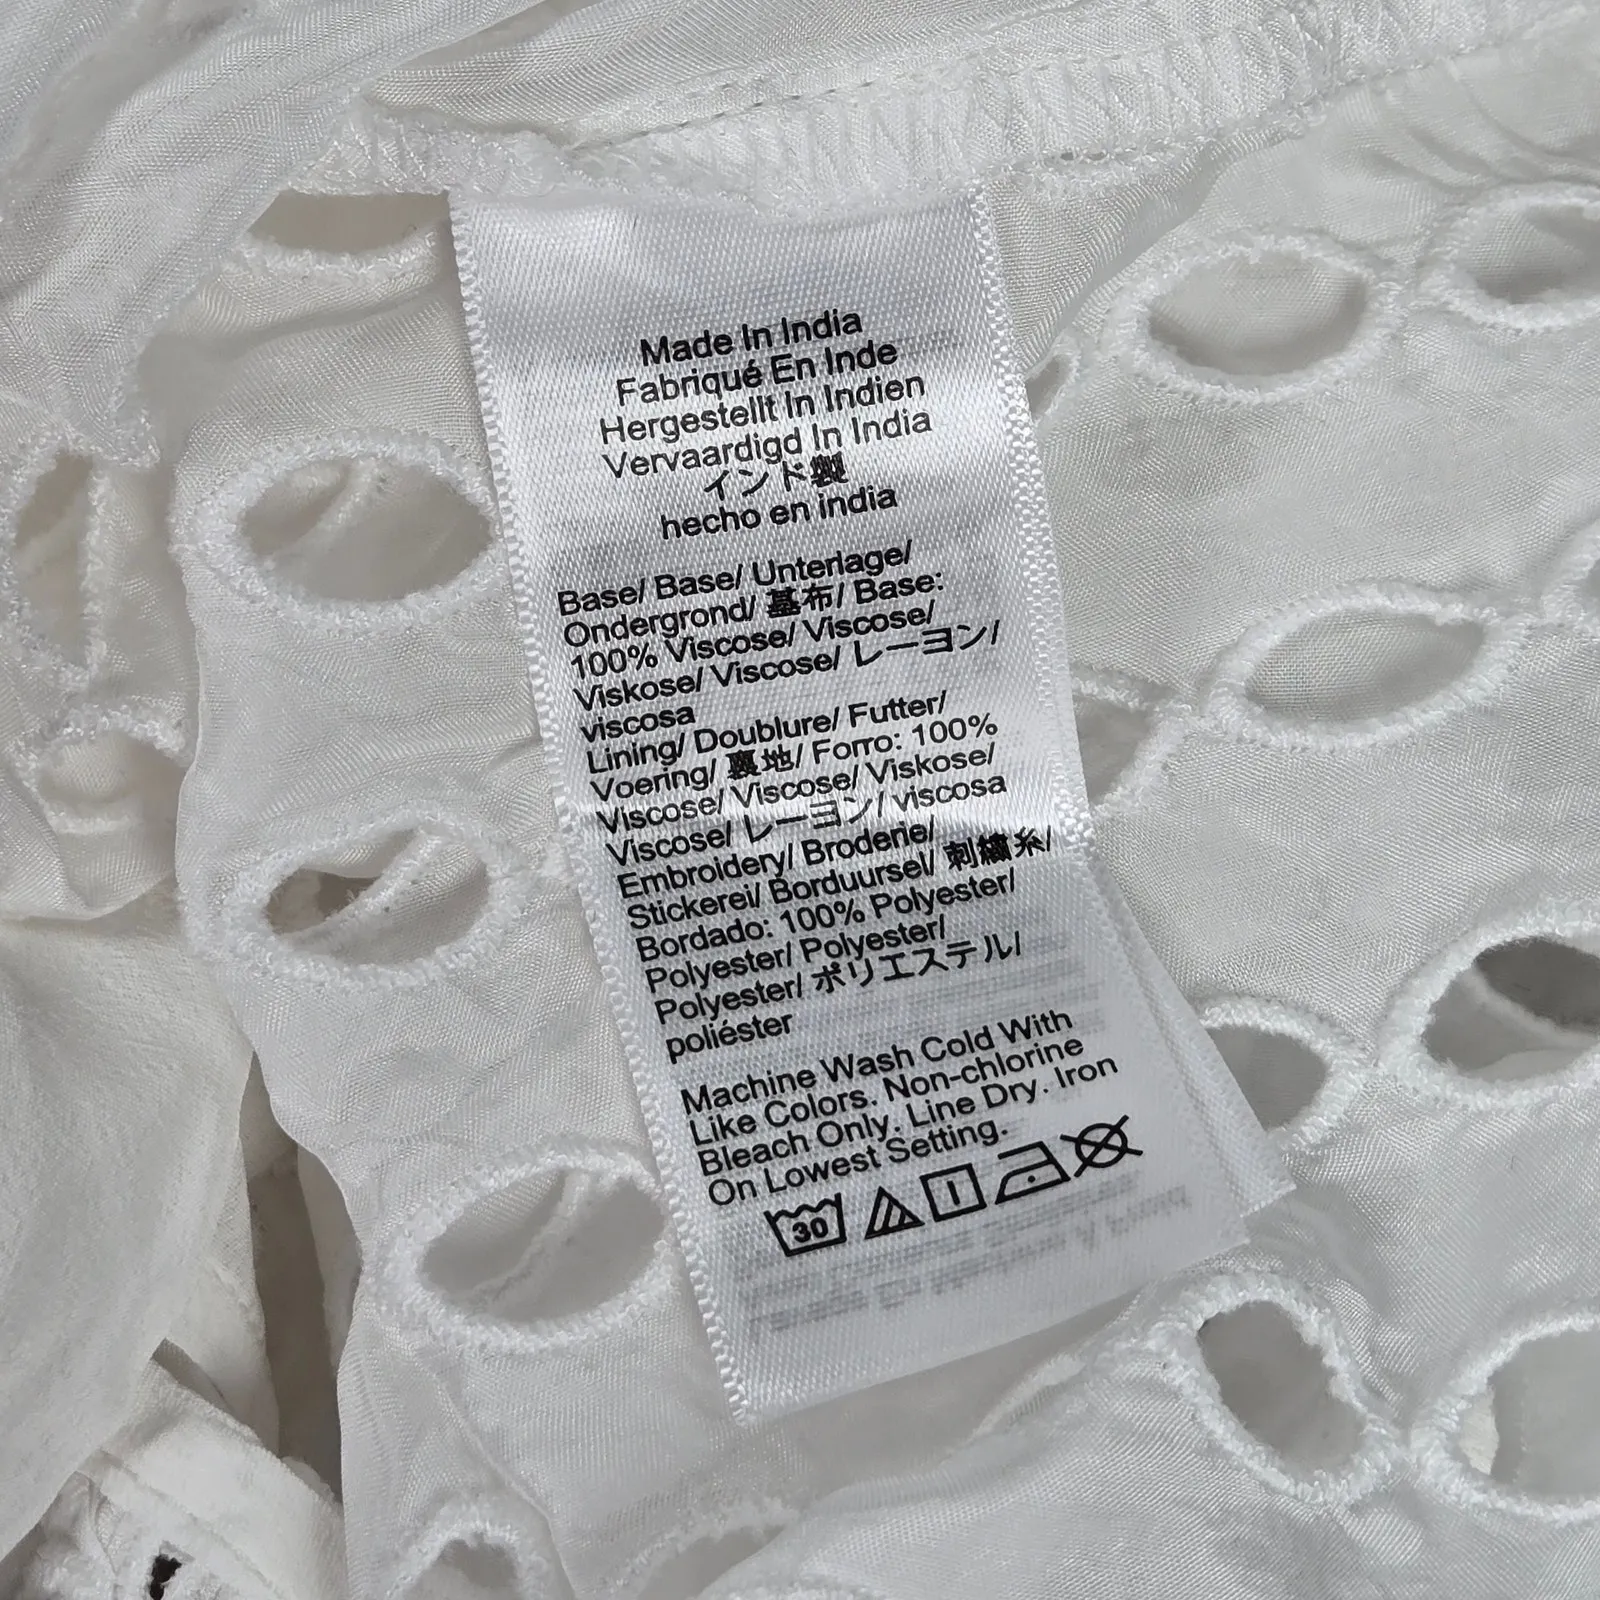 Made In India
Fabriqué En Inde
Hergestellt In Indien
Vervaardigd In India
インド製
hecho en india
Base/ Base/ Unterlage/
Ondergrond/ 基布/ Base:
100% Viscose/ Viscose/
Viskose/ Viscose/ レーヨン/
viscosa
Lining/ Doublure/ Futter/
Voering/ 裏地/ Forro: 100%
Viscose/ Viscose/ Viskose/
Viscose/ レーヨン/ viscosa
Embroidery/ Broderie/
Stickerei/ Borduursel/ 刺繍糸/
Bordado: 100% Polyester/
Polyester/ Polyester/
Polyester/ ポリエステル/
poliéster
Machine Wash Cold With
Like Colors. Non-chlorine
Bleach Only. Line Dry. Iron
On Lowest Setting.
30